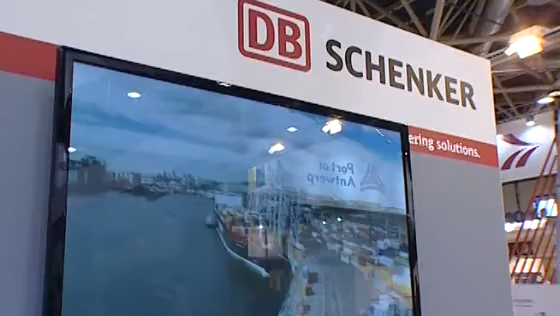 DB SCHENKER
ering solutions.
Port of
Antwerp